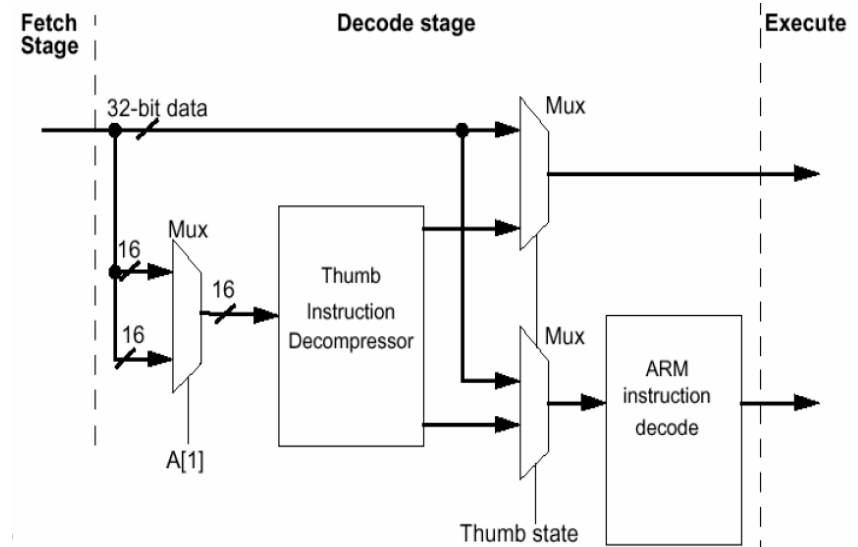 Fetch
Stage
Decode stage
Execute
32-bit data
Mux
Mux
16
16
16
Thumb
Instruction
Decompressor
Mux
ARM
instruction
decode
A[1]
Thumb state